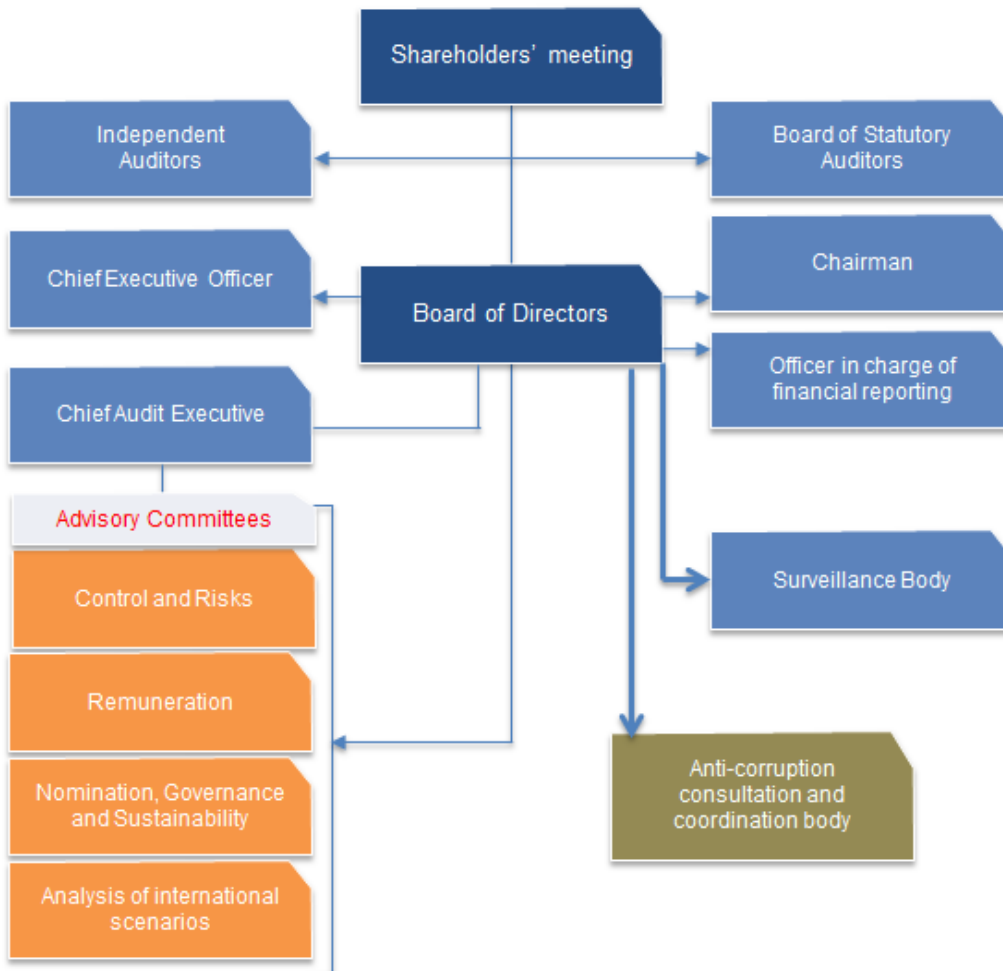 Shareholders’ meeting
Independent
Auditors
Board of Statutory
Auditors
Chief Executive Officer
Chairman
Board of Directors
Officer in charge of
financial reporting
Chief Audit Executive
Advisory Committees
Control and Risks
Surveillance Body
Remuneration
Nomination, Governance
and Sustainability
Anti-corruption
consultation and
coordination body
Analysis of international
scenarios